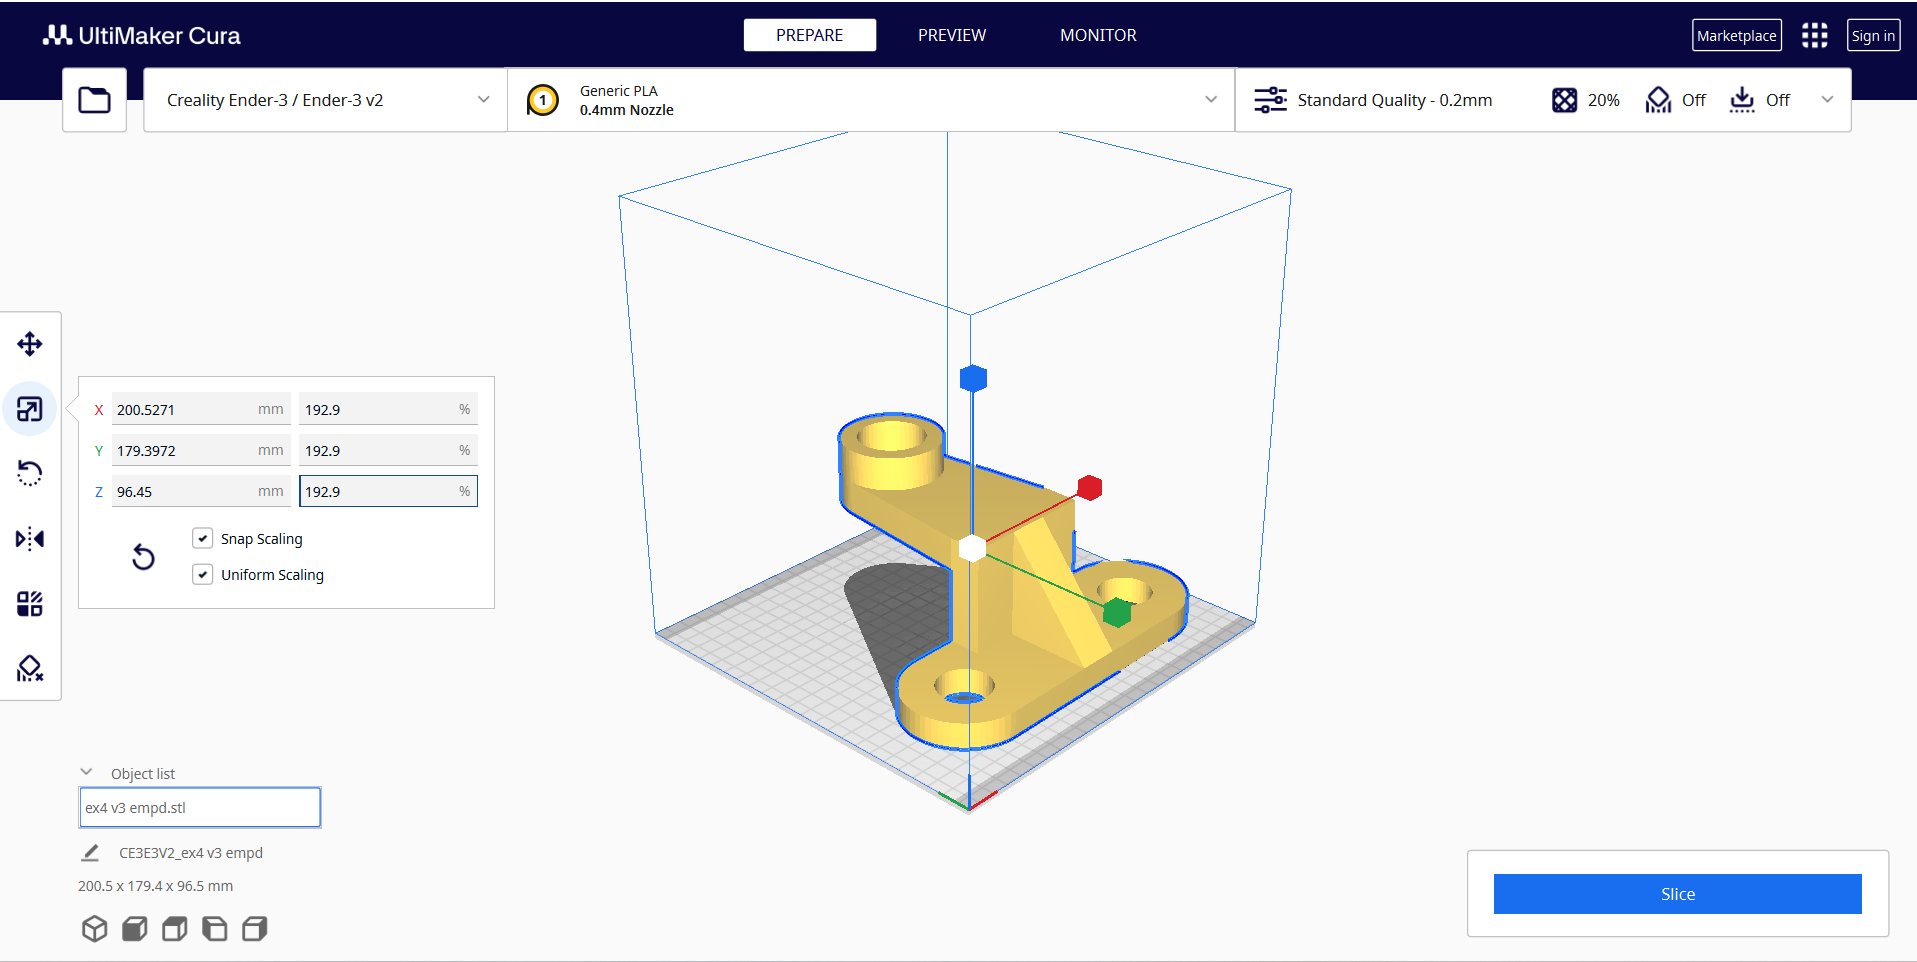 UltiMaker Cura
PREPARE
PREVIEW
MONITOR
Marketplace
Sign in
Creality Ender-3 / Ender-3 v2
1
Generic PLA
0.4mm Nozzle
Standard Quality - 0.2mm
20%
Off
Off
X 200.5271 mm 192.9 %
Y 179.3972 mm 192.9 %
Z 96.45 mm 192.9 %
Snap Scaling
Uniform Scaling
Object list
ex4 v3 empd.stl
CE3E3V2_ex4 v3 empd
200.5 x 179.4 x 96.5 mm
Slice